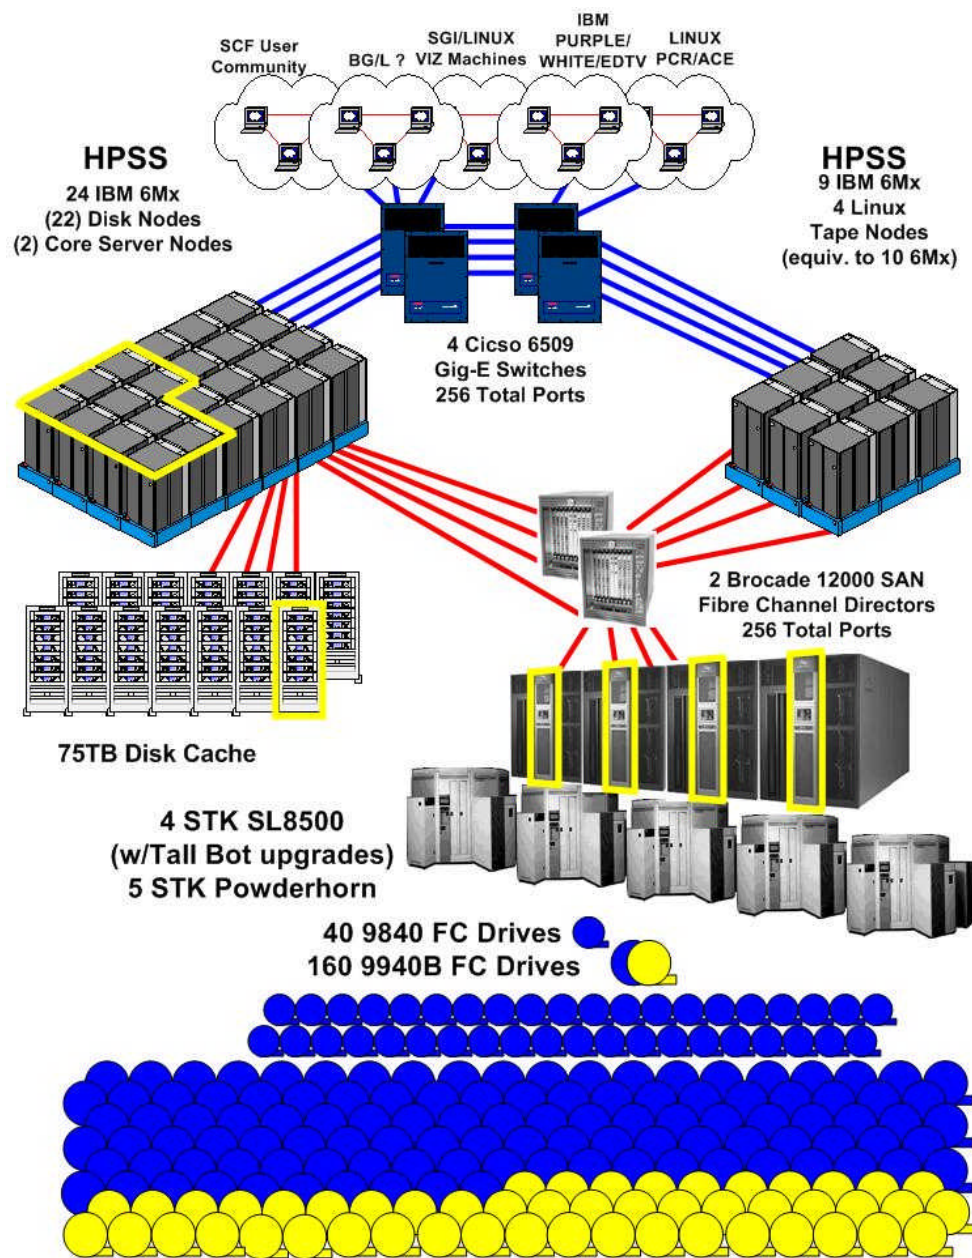 SCF User
Community
BG/L ?
SGI/LINUX
VIZ Machines
IBM
PURPLE/
WHITE/EDTV
LINUX
PCR/ACE
HPSS
24 IBM 6Mx
(22) Disk Nodes
(2) Core Server Nodes
HPSS
9 IBM 6Mx
4 Linux
Tape Nodes
(equiv. to 10 6Mx)
4 Cicso 6509
Gig-E Switches
256 Total Ports
2 Brocade 12000 SAN
Fibre Channel Directors
256 Total Ports
75TB Disk Cache
4 STK SL8500
(w/Tall Bot upgrades)
5 STK Powderhorn
40 9840 FC Drives
160 9940B FC Drives